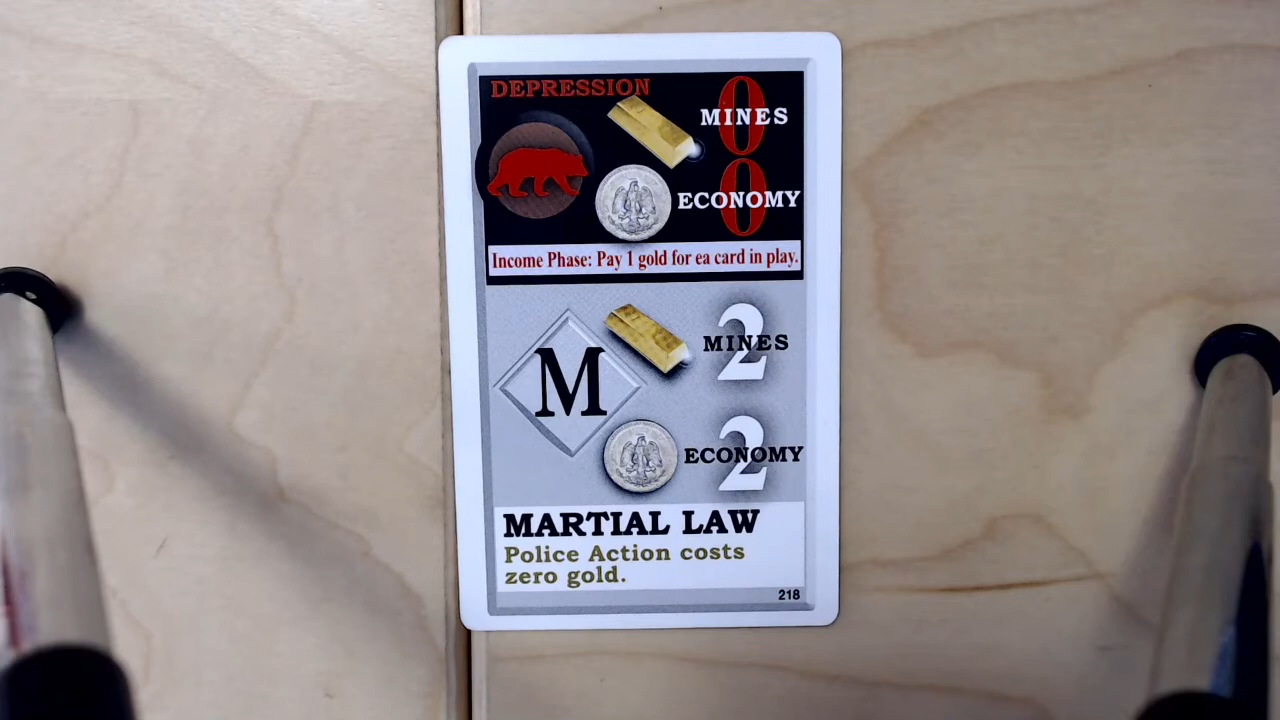 DEPRESSION
MINES 0
ECONOMY 0
Income Phase: Pay 1 gold for ea card in play.
M
MINES 2
ECONOMY 2
MARTIAL LAW
Police Action costs
zero gold.
218